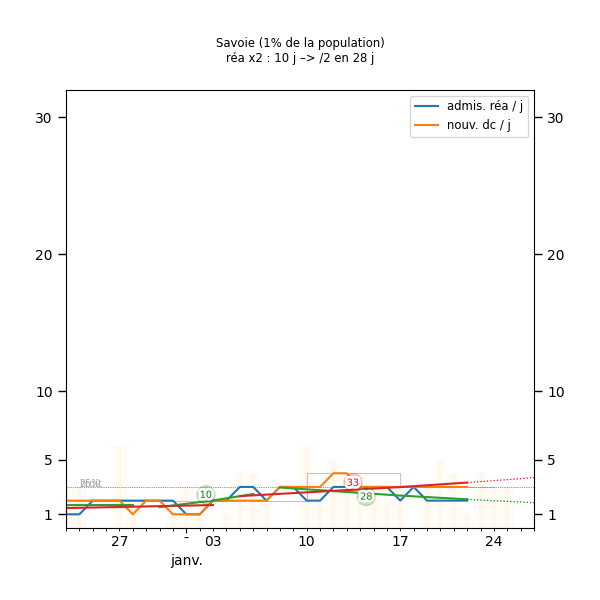 Savoie (1% de la population)
réa x2 : 10 j –> /2 en 28 j
admis. réa / j
nouv. dc / j
30 30
20 20
10 10
5 5
1 1
10
33
28
27 - 03 10 17 24
janv.